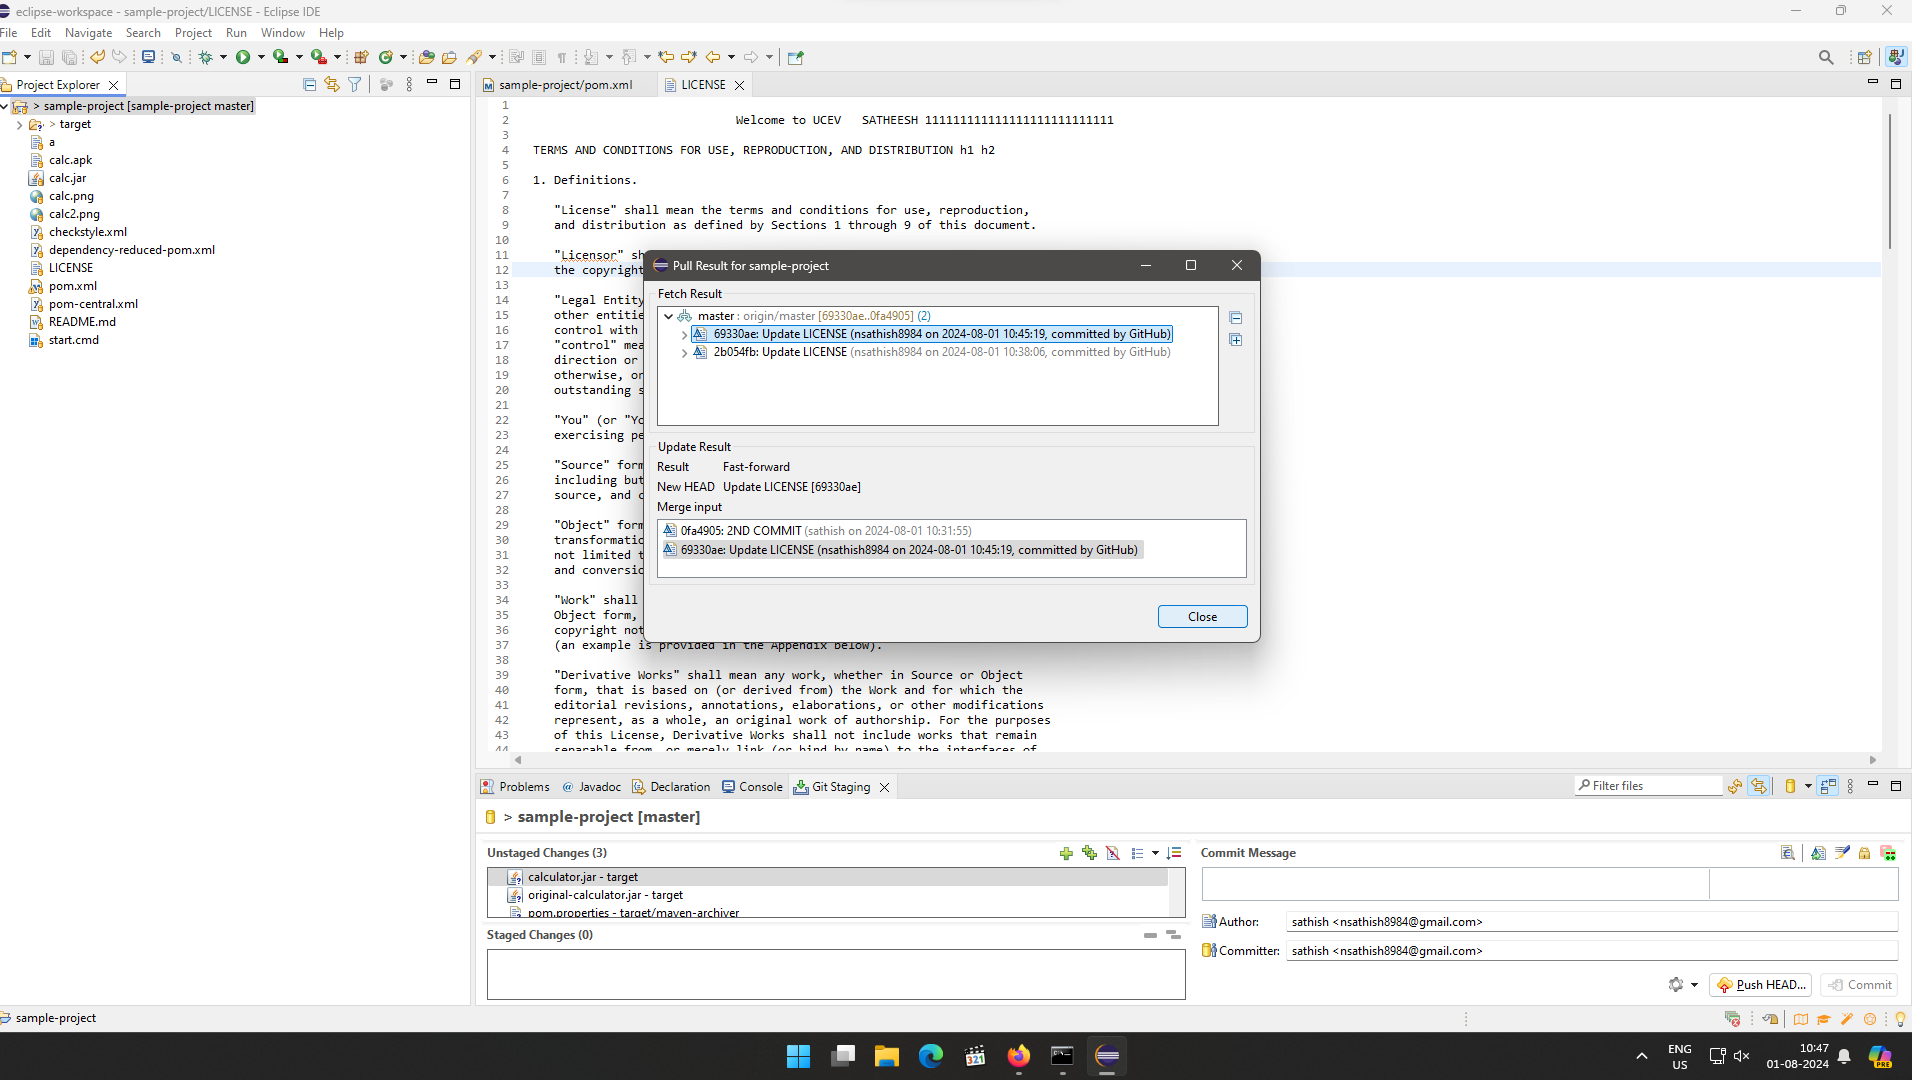 eclipse-workspace - sample-project/LICENSE - Eclipse IDE
File Edit Navigate Search Project Run Window Help
Project Explorer
> sample-project [sample-project master]
> target
a
calc.apk
calc.jar
calc.png
calc2.png
checkstyle.xml
dependency-reduced-pom.xml
LICENSE
pom.xml
pom-central.xml
README.md
start.cmd
sample-project/pom.xml
LICENSE
1
2 Welcome to UCEV SATHEESH 111111111111111111111111111
3
4 TERMS AND CONDITIONS FOR USE, REPRODUCTION, AND DISTRIBUTION h1 h2
5
6 1. Definitions.
7
8 "License" shall mean the terms and conditions for use, reproduction,
9 and distribution as defined by Sections 1 through 9 of this document.
10
11 "Licensor" sh
12 the copyright
13
14 "Legal Entity
15 other entitie
16 control with
17 "control" mea
18 direction or
19 otherwise, or
20 outstanding s
21
22 "You" (or "Yo
23 exercising pe
24
25 "Source" form
26 including but
27 source, and c
28
29 "Object" form
30 transformatio
31 not limited t
32 and conversio
33
34 "Work" shall
35 Object form,
36 copyright not
37 (an example is provided in the Appendix below).
38
39 "Derivative Works" shall mean any work, whether in Source or Object
40 form, that is based on (or derived from) the Work and for which the
41 editorial revisions, annotations, elaborations, or other modifications
42 represent, as a whole, an original work of authorship. For the purposes
43 of this License, Derivative Works shall not include works that remain
44 separable from, or merely link (or bind by name) to the interfaces of
Pull Result for sample-project
Fetch Result
master : origin/master [69330ae..0fa4905] (2)
69330ae: Update LICENSE (nsathish8984 on 2024-08-01 10:45:19, committed by GitHub)
2b054fb: Update LICENSE (nsathish8984 on 2024-08-01 10:38:06, committed by GitHub)
Update Result
Result Fast-forward
New HEAD Update LICENSE [69330ae]
Merge input
0fa4905: 2ND COMMIT (sathish on 2024-08-01 10:31:55)
69330ae: Update LICENSE (nsathish8984 on 2024-08-01 10:45:19, committed by GitHub)
Close
Problems @ Javadoc Declaration Console Git Staging
Filter files
> sample-project [master]
Unstaged Changes (3)
calculator.jar - target
original-calculator.jar - target
pom.properties - target/maven-archiver
Staged Changes (0)
Commit Message
Author: sathish <nsathish8984@gmail.com>
Committer: sathish <nsathish8984@gmail.com>
Push HEAD...
Commit
sample-project
321
ENG
US
10:47
01-08-2024
PRE